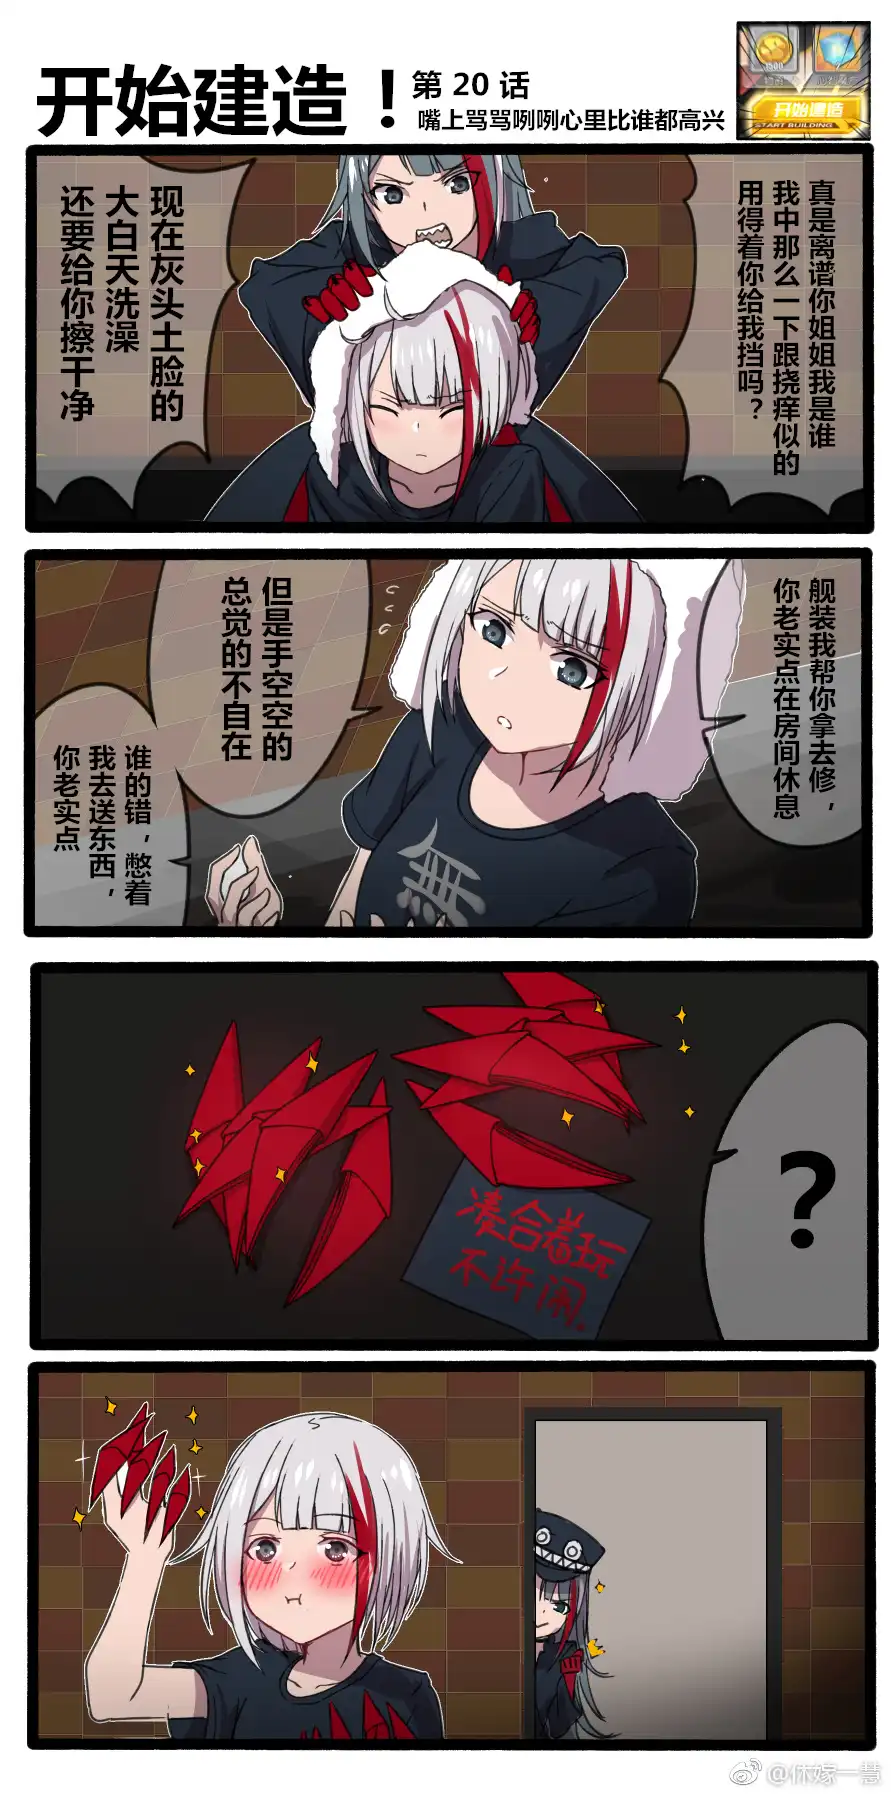 开始建造！
第 20 话
嘴上骂骂咧咧心里比谁都高兴
开始建造
START BUILDING
真是离谱你姐姐我是谁
我中那么一下跟挠痒似的
用得着你给我挡吗？
现在灰头土脸的
大白天洗澡
还要给你擦干净
舰装我帮你拿去修，
你老实点在房间休息
但是手空空的
总觉的不自在
無
谁的错，憋着
我去送东西，
你老实点
？
凑合着玩
不许闹.
@休嫁一慧